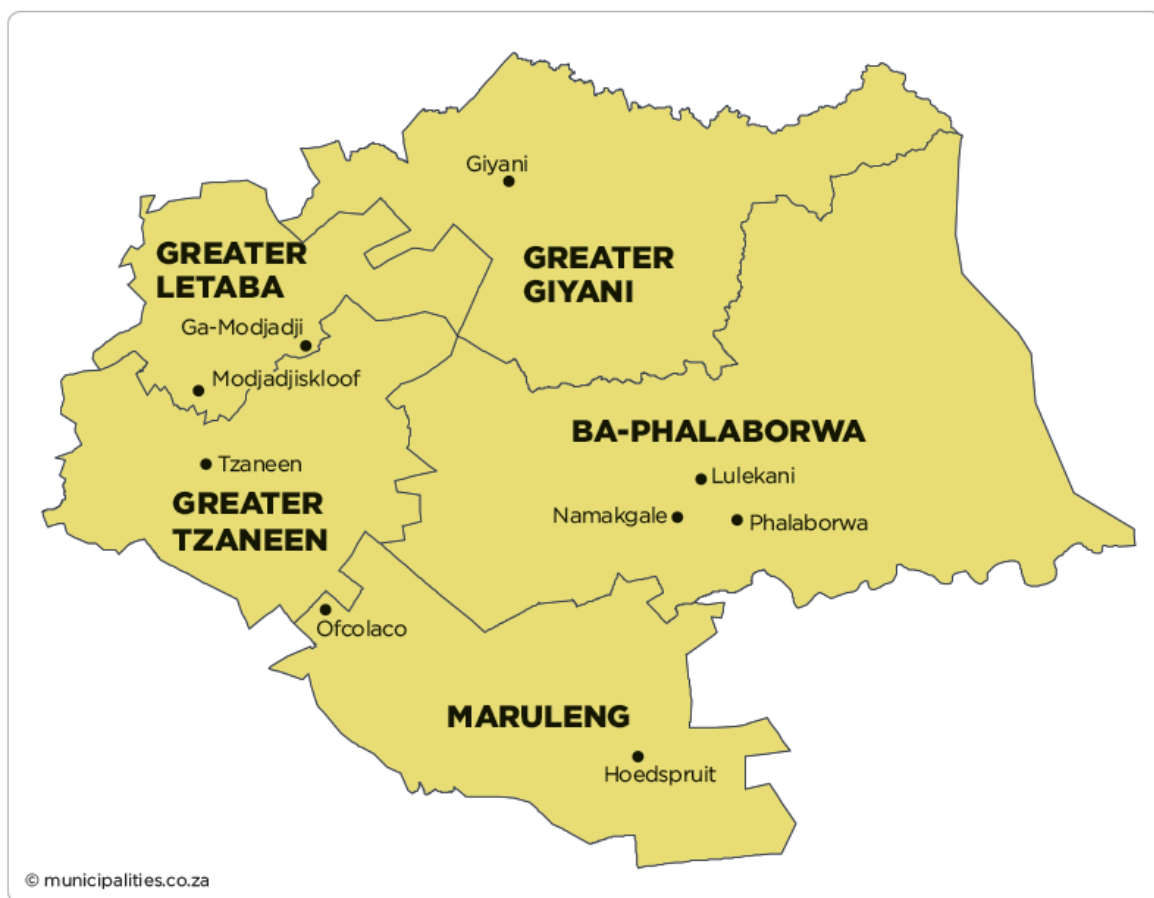 Giyani
GREATER
LETABA
GREATER
GIYANI
Ga-Modjadji
Modjadjiskloof
BA-PHALABORWA
Tzaneen
Lulekani
GREATER
TZANEEN
Namakgale
Phalaborwa
Ofcolaco
MARULENG
Hoedspruit
© municipalities.co.za